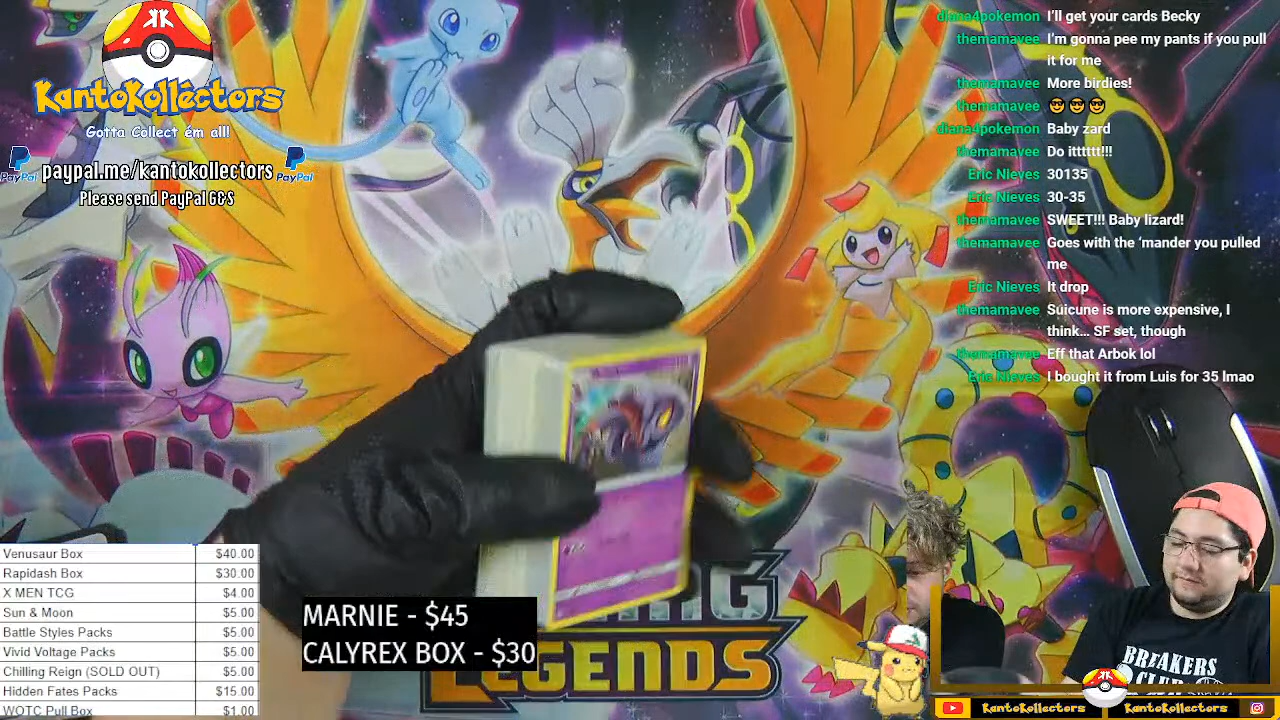 KK
KantoKollectors
Gotta Collect ém all!
PayPal paypal.me/kantokollectors PayPal
Please send PayPal G&S
diana4pokemon I'll get your cards Becky
themamavee I'm gonna pee my pants if you pull
it for me
themamavee More birdies!
themamavee 😎 😎 😎
diana4pokemon Baby zard
themamavee Do itttttt!!!
Eric Nieves 30135
Eric Nieves 30-35
themamavee SWEET!!! Baby lizard!
themamavee Goes with the ‘mander you pulled
me
Eric Nieves It drop
themamavee Suicune is more expensive, I
think… SF set, though
themamavee Eff that Arbok lol
Eric Nieves I bought it from Luis for 35 lmao
Venusaur Box $40.00
Rapidash Box $30.00
X MEN TCG $4.00
Sun & Moon $5.00
Battle Styles Packs $5.00
Vivid Voltage Packs $5.00
Chilling Reign (SOLD OUT) $5.00
Hidden Fates Packs $15.00
WOTC Pull Box $1.00
MARNIE - $45
CALYREX BOX - $30
LEGENDS
BREAKERS
KantoKollectors KantoKollectors